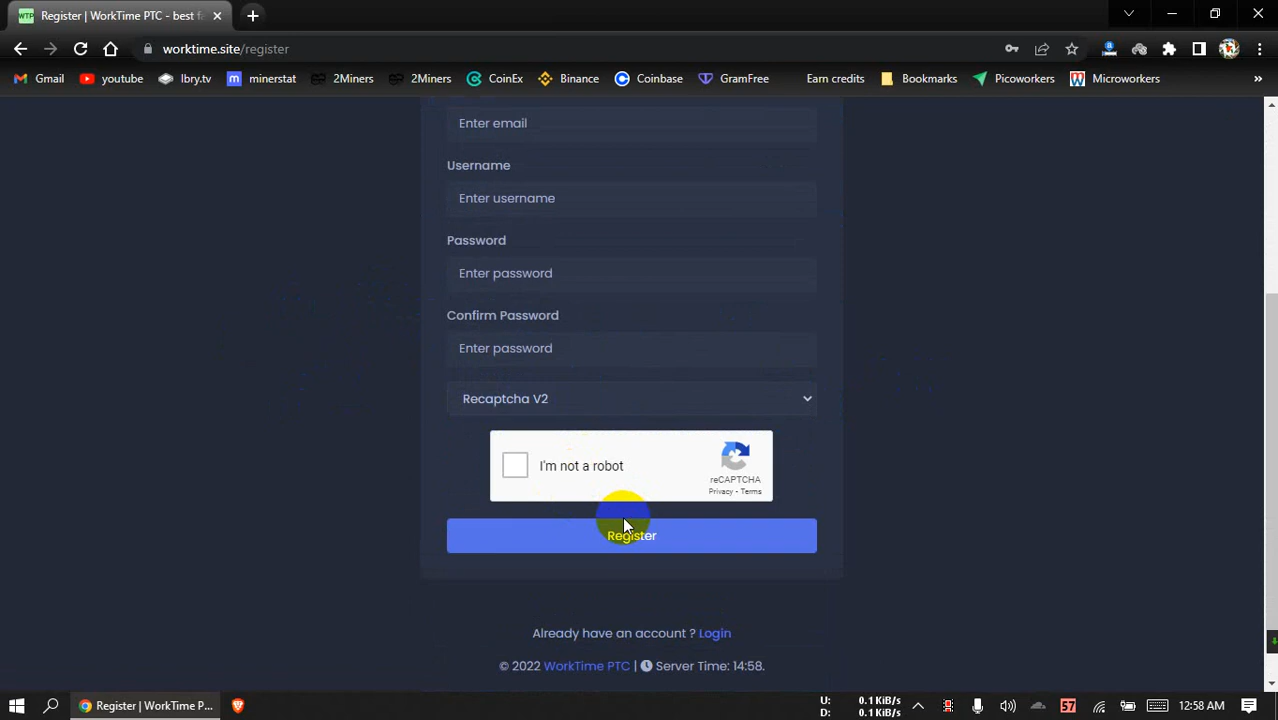 WTP Register | WorkTime PTC - best fa
worktime.site/register
Gmail youtube lbry.tv minerstat 2Miners 2Miners CoinEx Binance Coinbase GramFree Earn credits Bookmarks Picoworkers Microworkers »
Enter email
Username
Enter username
Password
Enter password
Confirm Password
Enter password
Recaptcha V2
I'm not a robot
reCAPTCHA
Privacy - Terms
Register
Already have an account ? Login
© 2022 WorkTime PTC | Server Time: 14:58.
Register | WorkTime P...
U: 0.1 KiB/s
D: 0.1 KiB/s
57
12:58 AM